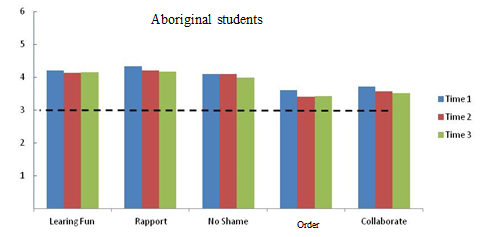 Aboriginal students
6
5
4
3
2
1
Learing Fun
Rapport
No Shame
Order
Collaborate
Time 1
Time 2
Time 3